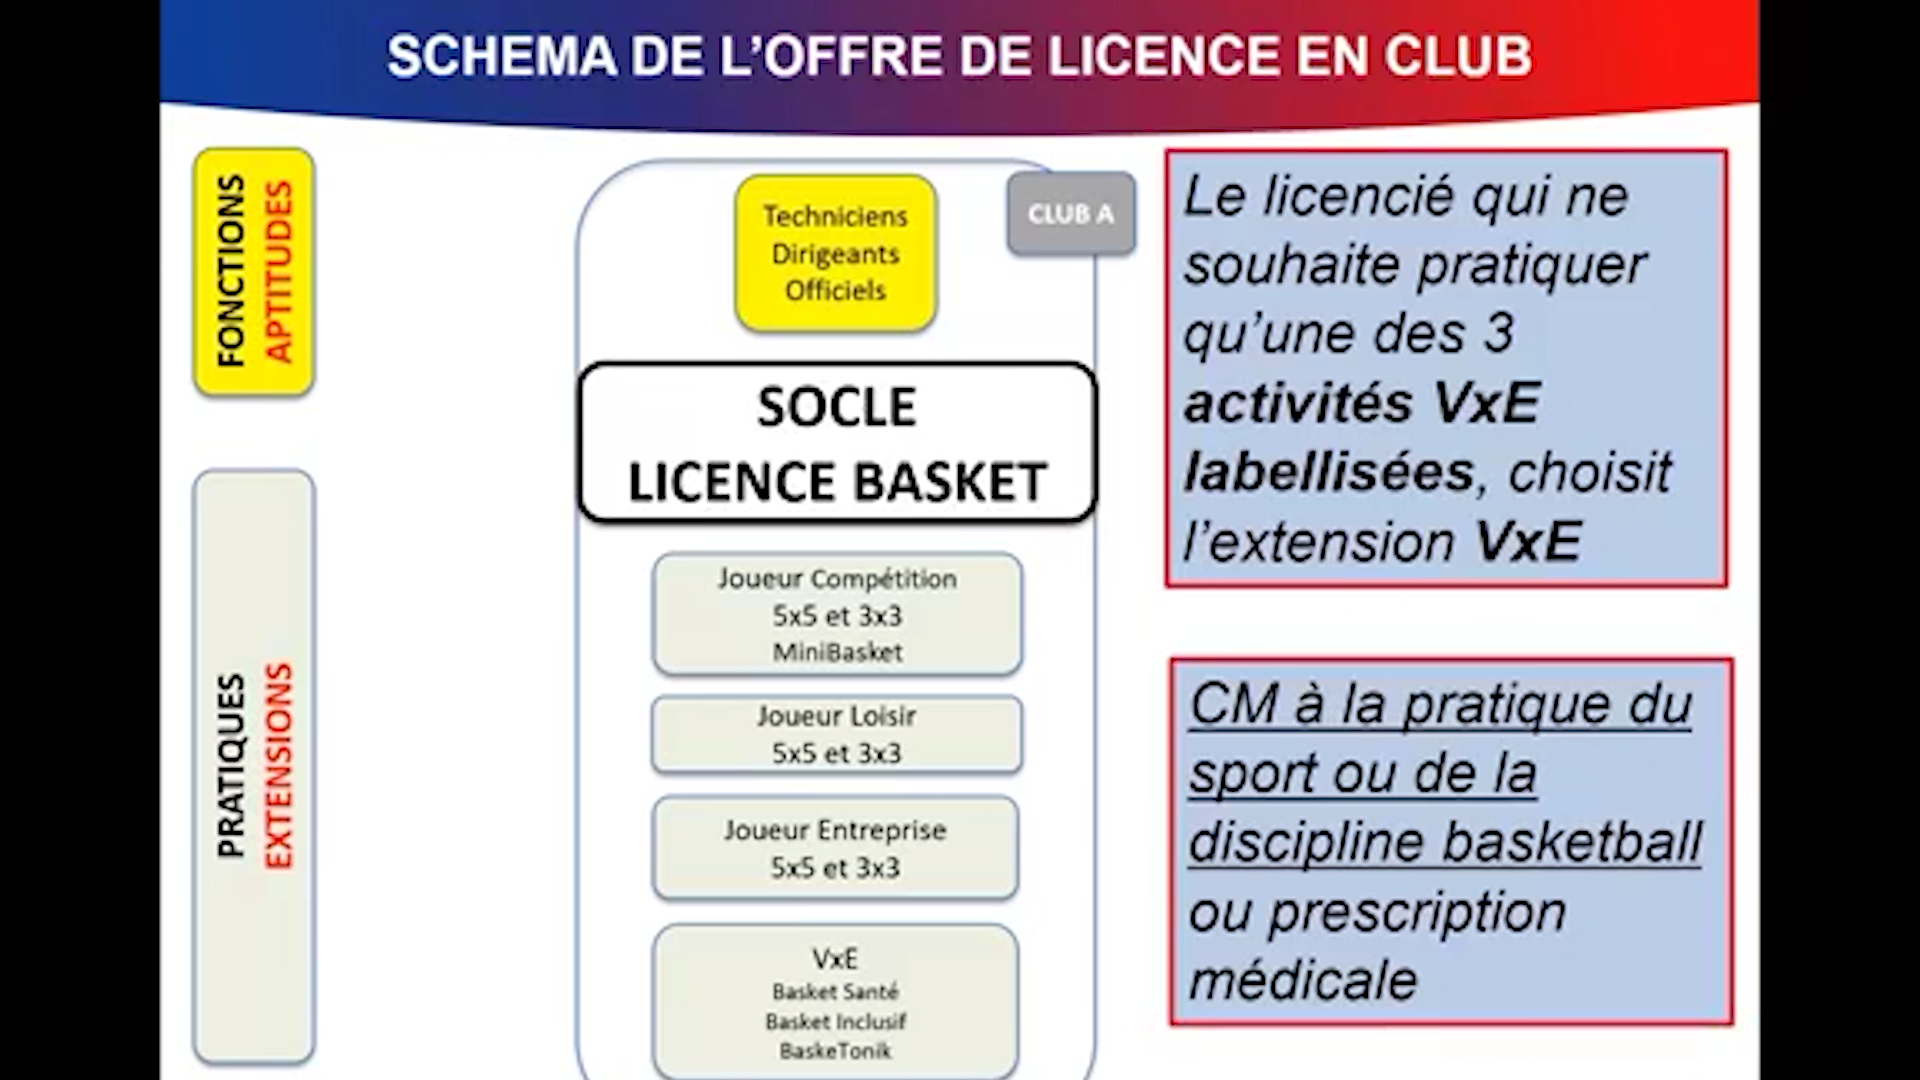 SCHEMA DE L'OFFRE DE LICENCE EN CLUB
FONCTIONS
APTITUDES
Techniciens
Dirigeants
Officiels
CLUB A
SOCLE
LICENCE BASKET
PRATIQUES
EXTENSIONS
Joueur Compétition
5x5 et 3x3
MiniBasket
Joueur Loisir
5x5 et 3x3
Joueur Entreprise
5x5 et 3x3
VxE
Basket Santé
Basket Inclusif
BaskeTonik
Le licencié qui ne
souhaite pratiquer
qu'une des 3
activités VxE
labellisées, choisit
l'extension VxE
CM à la pratique du
sport ou de la
discipline basketball
ou prescription
médicale